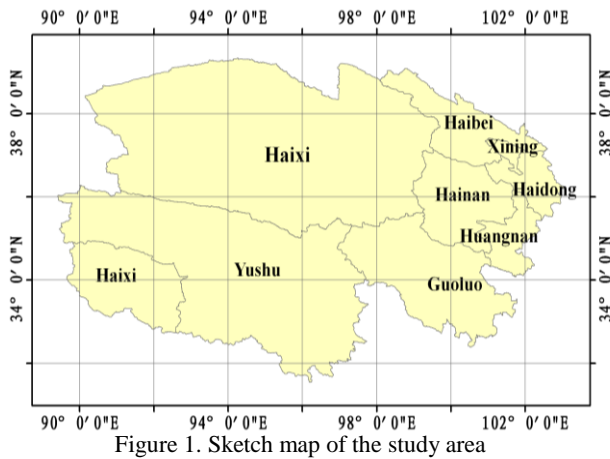 90° 0′ 0″E 94° 0′ 0″E 98° 0′ 0″E 102° 0′ 0″E
38° 0′ 0″N
38° 0′ 0″N
Haibei
Xining
Haixi
Haidong
Hainan
Huangnan
Haixi
Yushu
Guoluo
34° 0′ 0″N
34° 0′ 0″N
90° 0′ 0″E 94° 0′ 0″E 98° 0′ 0″E 102° 0′ 0″E
Figure 1. Sketch map of the study area